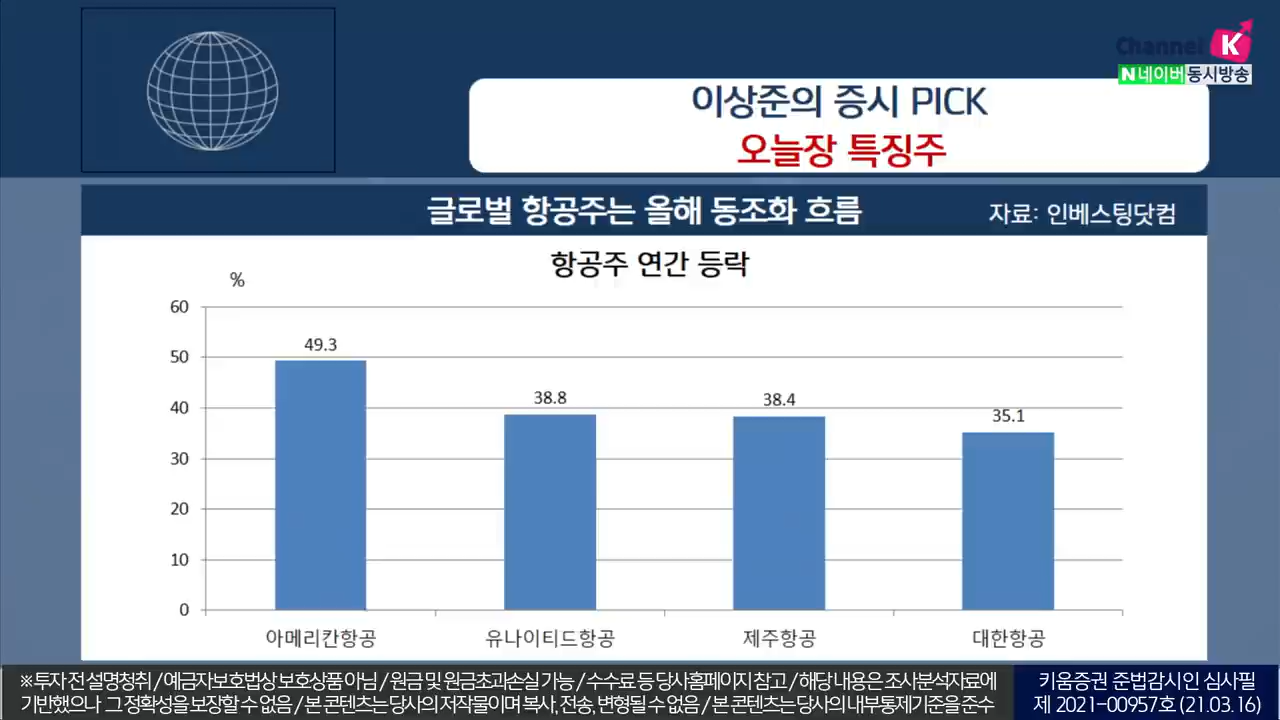 Channel K
N 네이버 동시방송
이상준의 증시 PICK
오늘장 특징주
글로벌 항공주는 올해 동조화 흐름
자료: 인베스팅닷컴
항공주 연간 등락
%
60
50
40
30
20
10
0
49.3
38.8
38.4
35.1
아메리칸항공
유나이티드항공
제주항공
대한항공
※ 투자 전 설명청취 / 예금자보호법상 보호상품 아님 / 원금 및 원금초과손실 가능 / 수수료 등 당사홈페이지 참고 / 해당 내용은 조사분석자료에
기반했으나 그 정확성을 보장할 수 없음 / 본 콘텐츠는 당사의 저작물이며 복사, 전송, 변형될 수 없음 / 본 콘텐츠는 당사의 내부통제기준을 준수
키움증권 준법감시인 심사필
제 2021-00957호 (21.03.16)